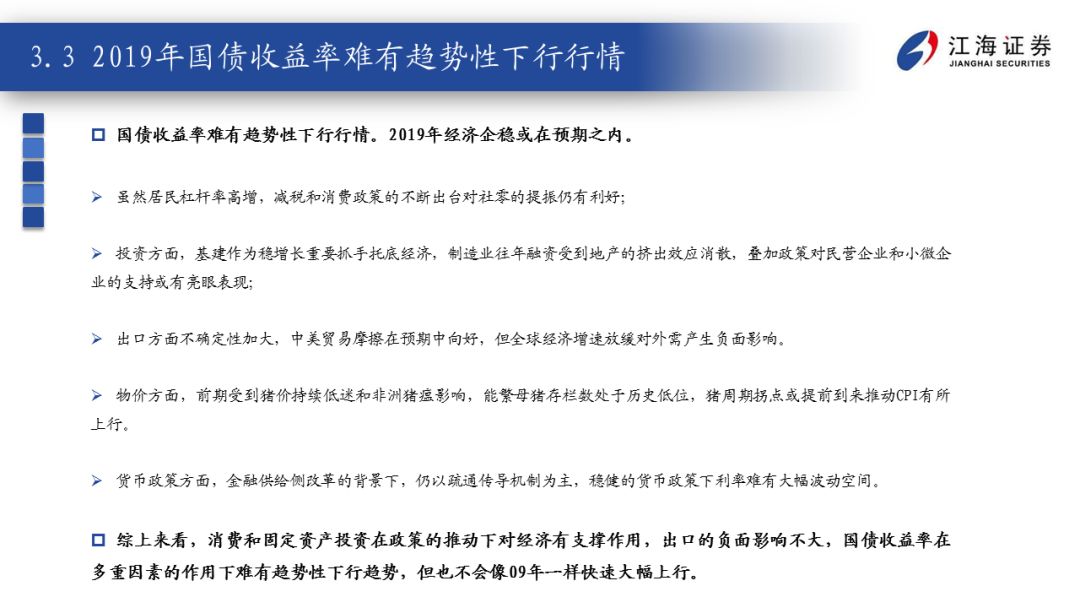 3.3 2019年国债收益率难有趋势性下行行情
江海证券
JIANGHAI SECURITIES
国债收益率难有趋势性下行行情。2019年经济企稳或在预期之内。
虽然居民杠杆率高增，减税和消费政策的不断出台对社零的提振仍有利好；
投资方面，基建作为稳增长重要抓手托底经济，制造业往年融资受到地产的挤出效应消散，叠加政策对民营企业和小微企
业的支持或有亮眼表现；
出口方面不确定性加大，中美贸易摩擦在预期中向好，但全球经济增速放缓对外需产生负面影响。
物价方面，前期受到猪价持续低迷和非洲猪瘟影响，能繁母猪存栏数处于历史低位，猪周期拐点或提前到来推动CPI有所
上行。
货币政策方面，金融供给侧改革的背景下，仍以疏通传导机制为主，稳健的货币政策下利率难有大幅波动空间。
综上来看，消费和固定资产投资在政策的推动下对经济有支撑作用，出口的负面影响不大，国债收益率在
多重因素的作用下难有趋势性下行趋势，但也不会像09年一样快速大幅上行。